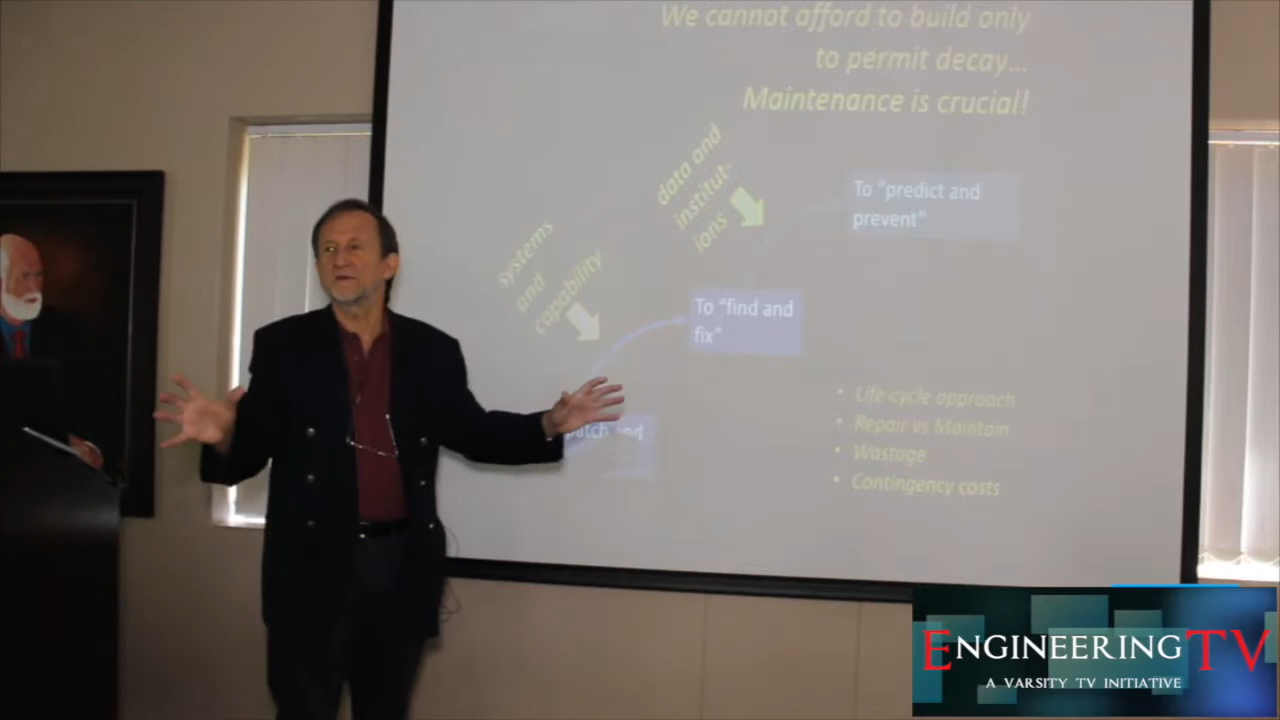 We cannot afford to build only
to permit decay...
Maintenance is crucial!
data and
institut-
ions
To "predict and
prevent"
systems
and
capability
To "find and
fix"
patch and
• Life-cycle approach
• Repair vs Maintain
• Wastage
• Contingency costs
ENGINEERING TV
A VARSITY TV INITIATIVE